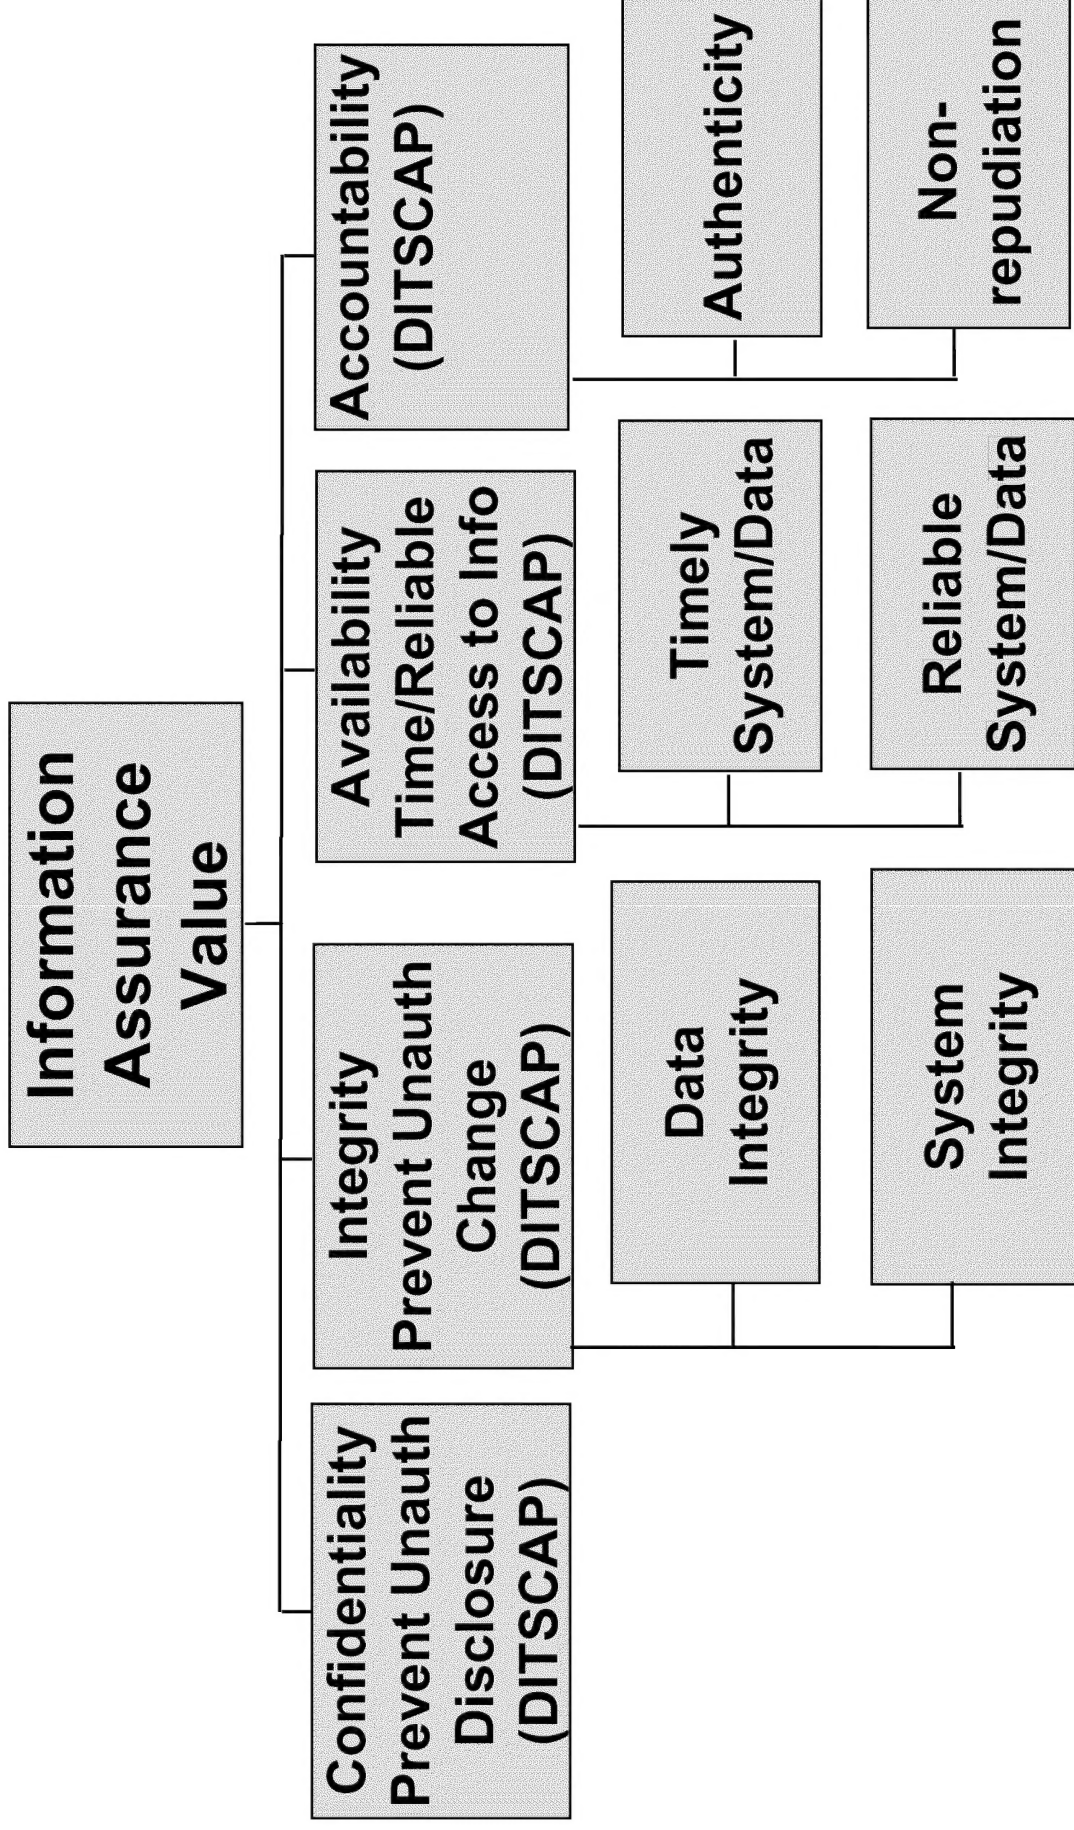 Information
Assurance
Value
Confidentiality
Prevent Unauth
Disclosure
(DITSCAP)
Integrity
Prevent Unauth
Change
(DITSCAP)
Data
Integrity
System
Integrity
Availability
Time/Reliable
Access to Info
(DITSCAP)
Timely
System/Data
Reliable
System/Data
Accountability
(DITSCAP)
Authenticity
Non-
repudiation